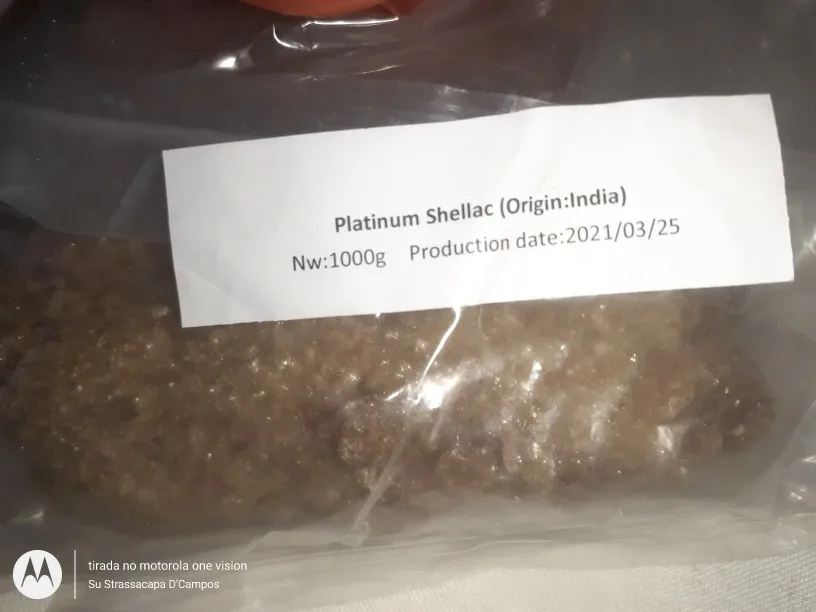 Platinum Shellac (Origin:India)
Nw:1000g Production date:2021/03/25
tirada no motorola one vision
Su Strassacapa D'Campos